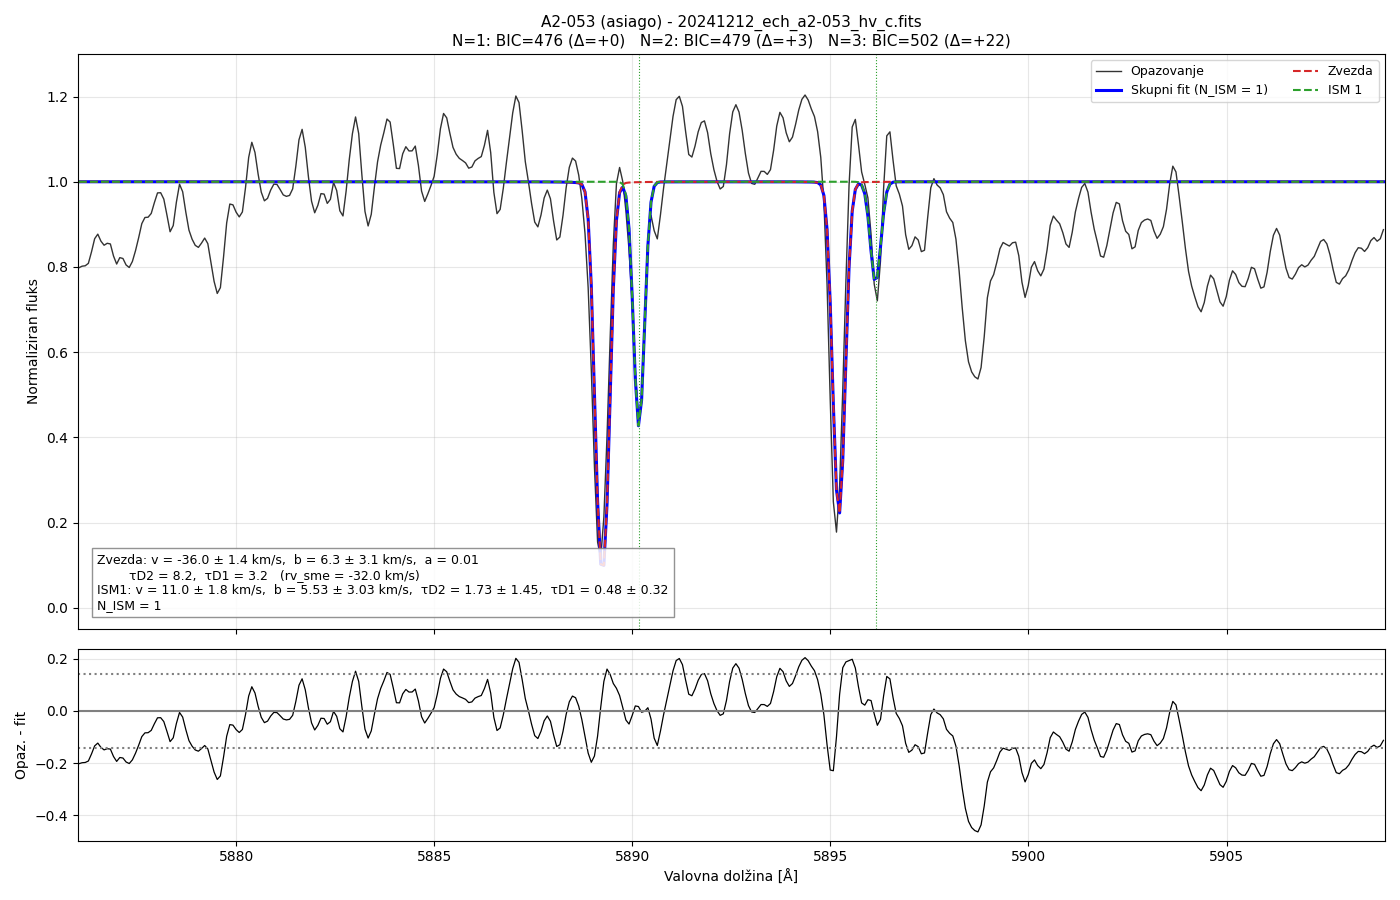 A2-053 (asiago) - 20241212_ech_a2-053_hv_c.fits
N=1: BIC=476 (Δ=+0)   N=2: BIC=479 (Δ=+3)   N=3: BIC=502 (Δ=+22)
Opazovanje
Skupni fit (N_ISM = 1)
Zvezda
ISM 1
Normaliziran fluks
1.2
1.0
0.8
0.6
0.4
0.2
0.0
Zvezda: v = -36.0 ± 1.4 km/s,  b = 6.3 ± 3.1 km/s,  a = 0.01
τD2 = 8.2,  τD1 = 3.2   (rv_sme = -32.0 km/s)
ISM1: v = 11.0 ± 1.8 km/s,  b = 5.53 ± 3.03 km/s,  τD2 = 1.73 ± 1.45,  τD1 = 0.48 ± 0.32
N_ISM = 1
Opaz. - fit
0.2
0.0
−0.2
−0.4
5880
5885
5890
5895
5900
5905
Valovna dolžina [Å]